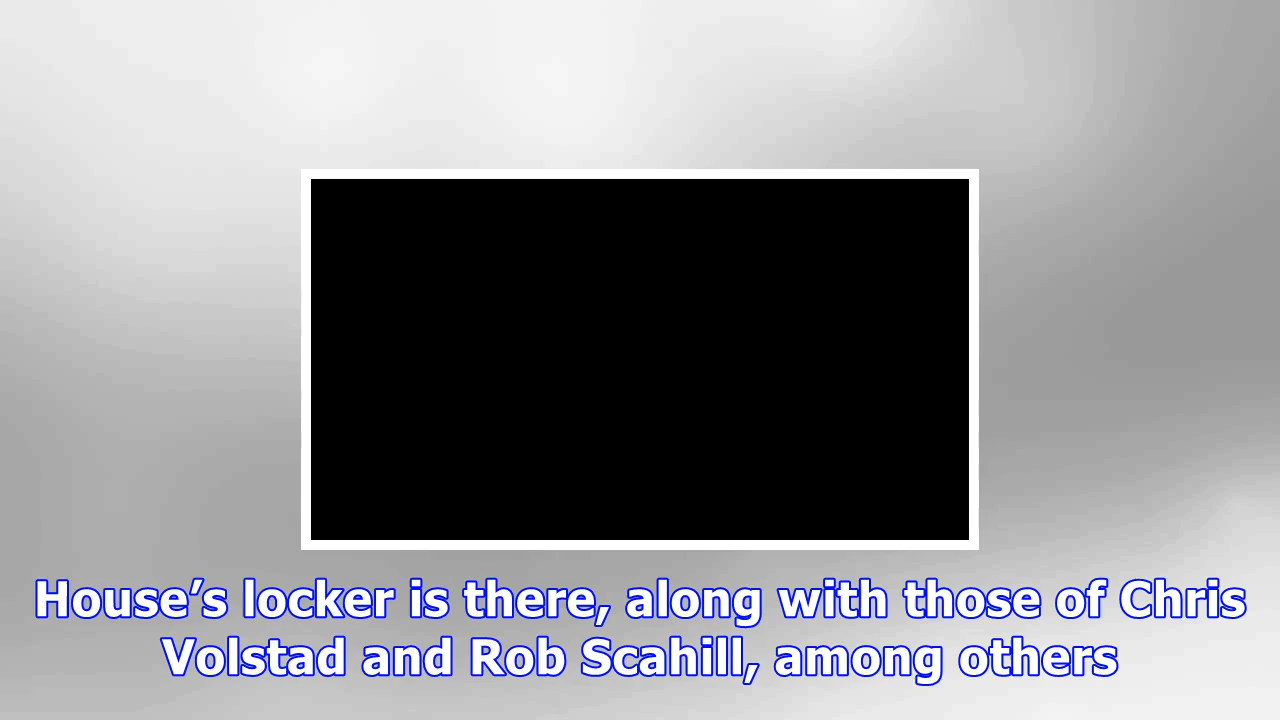 House’s locker is there, along with those of Chris
Volstad and Rob Scahill, among others